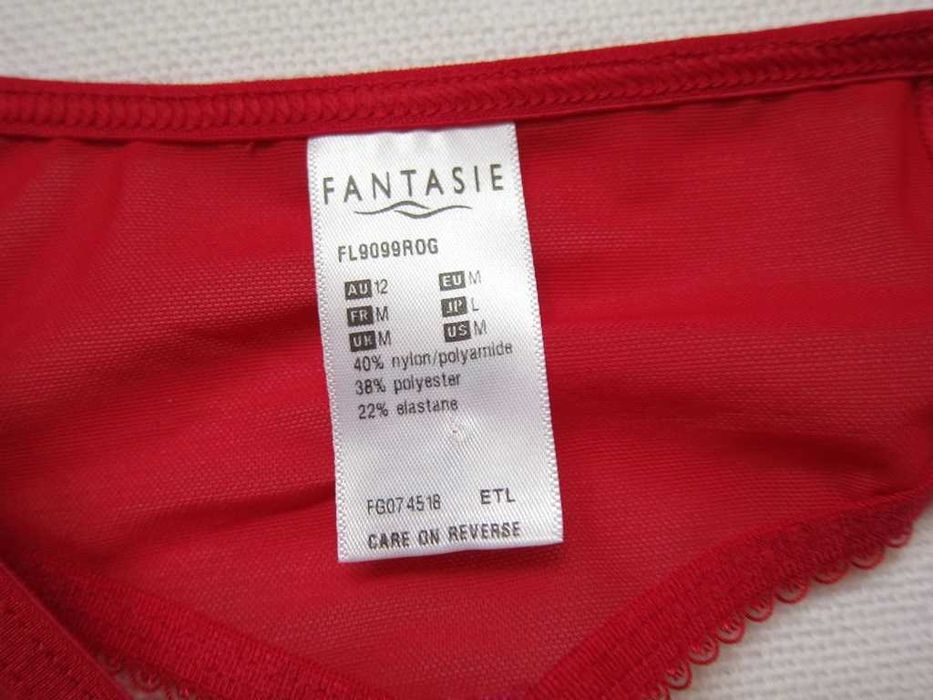 FANTASIE
FL9099ROG
AU 12 EU M
FR M JP L
UK M US M
40% nylon/polyamide
38% polyester
22% elastane
FG074518 ETL
CARE ON REVERSE